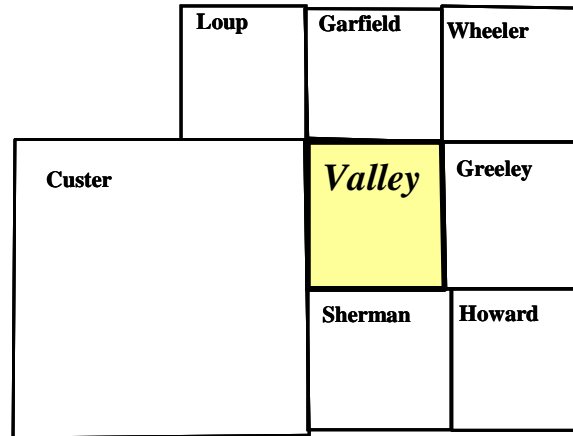 Loup
Garfield
Wheeler
Custer
Valley
Greeley
Sherman
Howard